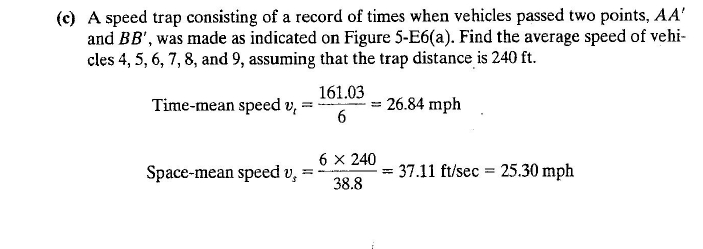 (c) A speed trap consisting of a record of times when vehicles passed two points, AA′
and BB′, was made as indicated on Figure 5-E6(a). Find the average speed of vehi-
cles 4, 5, 6, 7, 8, and 9, assuming that the trap distance is 240 ft.
Time-mean speed vₜ = 161.03 / 6 = 26.84 mph
Space-mean speed vₛ = 6 × 240 / 38.8 = 37.11 ft/sec = 25.30 mph